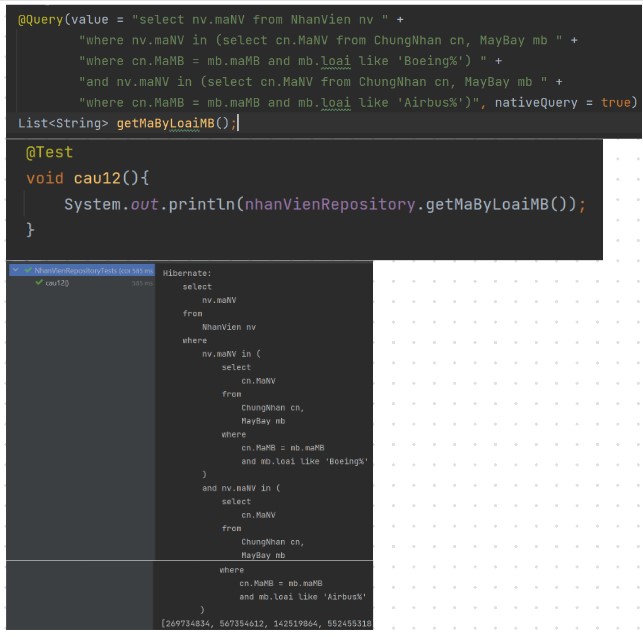 @Query(value = "select nv.maNV from NhanVien nv " +
"where nv.maNV in (select cn.MaNV from ChungNhan cn, MayBay mb " +
"where cn.MaMB = mb.maMB and mb.loai like 'Boeing%') " +
"and nv.maNV in (select cn.MaNV from ChungNhan cn, MayBay mb " +
"where cn.MaMB = mb.maMB and mb.loai like 'Airbus%')", nativeQuery = true)
List<String> getMaByLoaiMB();
@Test
void cau12(){
System.out.println(nhanVienRepository.getMaByLoaiMB());
}
NhanVienRepositoryTests (cor 585 ms
cau12() 585 ms
Hibernate:
select
nv.maNV
from
NhanVien nv
where
nv.maNV in (
select
cn.MaNV
from
ChungNhan cn,
MayBay mb
where
cn.MaMB = mb.maMB
and mb.loai like 'Boeing%'
)
and nv.maNV in (
select
cn.MaNV
from
ChungNhan cn,
MayBay mb
where
cn.MaMB = mb.maMB
and mb.loai like 'Airbus%'
)
[269734834, 567354612, 142519864, 552455318